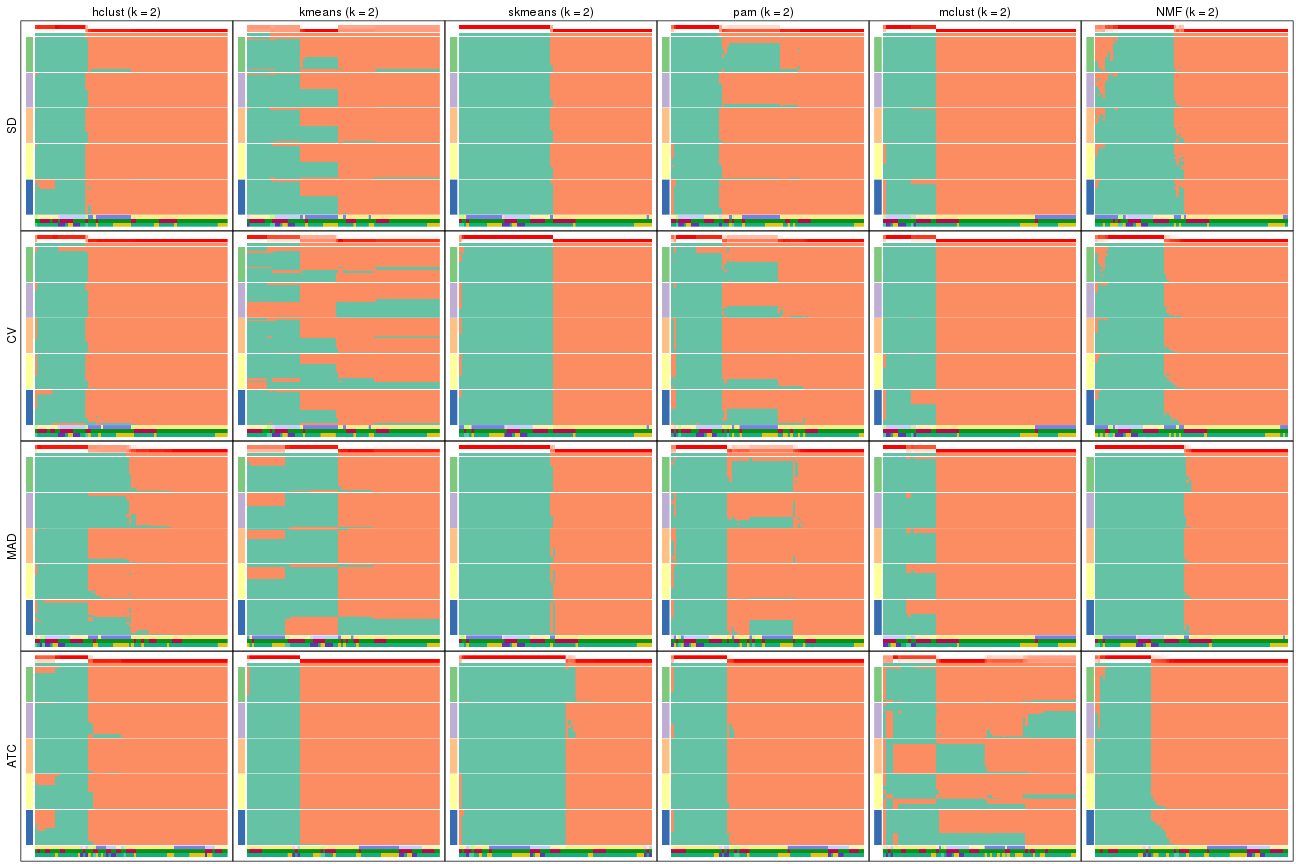 hclust (k = 2) kmeans (k = 2) skmeans (k = 2) pam (k = 2) mclust (k = 2) NMF (k = 2)
SD
CV
MAD
ATC